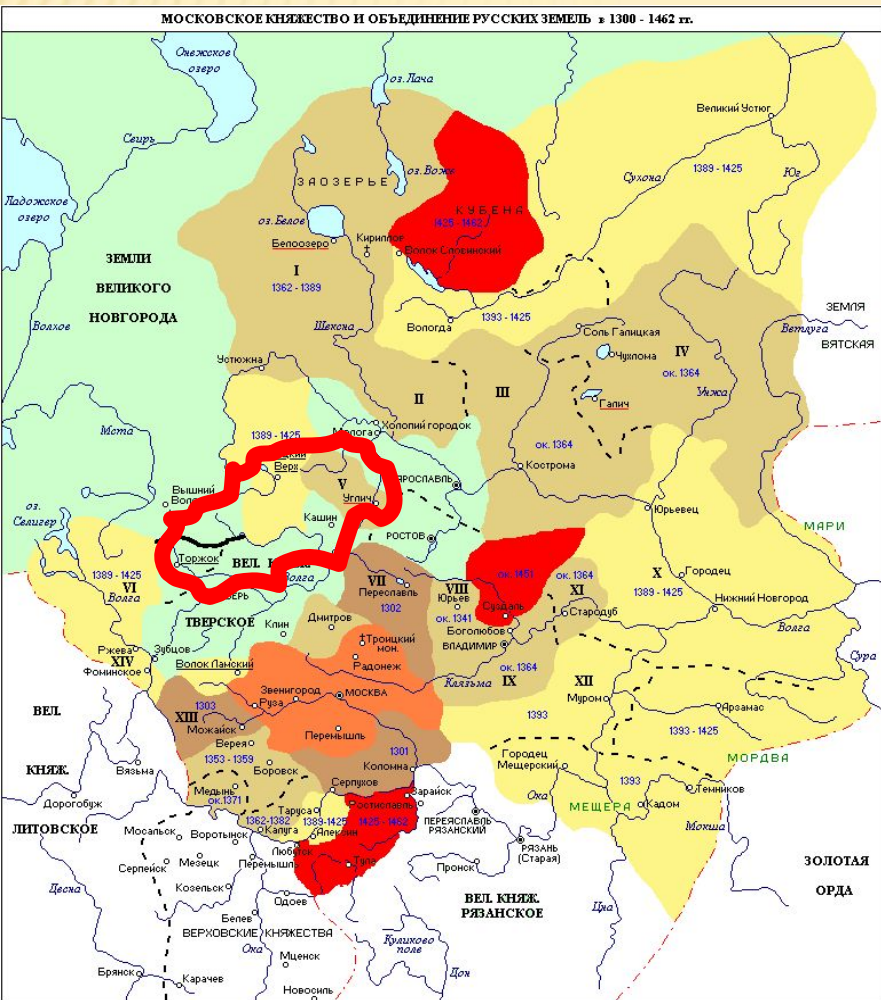 МОСКОВСКОЕ КНЯЖЕСТВО И ОБЪЕДИНЕНИЕ РУССКИХ ЗЕМЕЛЬ в 1300 - 1462 гг.
Онежское
озеро
оз. Лача
Великий Устюг
Свирь
оз. Воже
Сухона
1389 - 1425
Юг
ЗАОЗЕРЬЕ
Ладожское
озеро
КУБЕНА
1425 - 1462
оз. Белое
Белоозеро
Кириллов
Волок Словинский
ЗЕМЛИ
ВЕЛИКОГО
НОВГОРОДА
I
1362 - 1389
Волхов
Шексна
Вологда
1393 - 1425
ЗЕМЛЯ
ВЯТСКАЯ
Ветлуга
Соль Галицкая
Чухлома
IV
ок. 1364
Унжа
Галич
Устюжна
II
III
Молога
Холопий городок
1389 - 1425
Мста
ок. 1364
Кострома
Верх
V
Углич
ЯРОСЛАВЛЬ
Вышний
оз.
Селигер
Кашин
РОСТОВ
Юрьевец
МАРИ
Торжок
ВЕЛ.
Волга
1389 - 1425
VI
Волга
ТВЕРСКОЕ
VII
Переславль
1302
VIII
Юрьев
ок. 1341
ок. 1451
Суздаль
ок. 1364
XI
Стародуб
X
1389 - 1425
Городец
Нижний Новгород
Волга
Сура
Клин
Дмитров
Боголюбов
ВЛАДИМИР
ок. 1364
IX
Клязьма
Ржева
Зубцов
XIV
Фоминское
Волок Ламский
Троицкий
мон.
Радонеж
XII
Муром
Арзамас
ВЕЛ.
КНЯЖ.
ЛИТОВСКОЕ
1303
XIII
Можайск
Звенигород
Руза
МОСКВА
Перемышль
Верея
1353 - 1359
1301
Коломна
1393
1393 - 1425
МОРДВА
Вязьма
Дорогобуж
Боровск
Медынь
ок. 1371
Серпухов
Зарайск
Городец
Мещерский
Ока
1393
МЕЩЕРА
Кадом
Темников
Мокша
Таруса
1362-1382
Калуга
1389-1425
Алексин
1425 - 1462
ПЕРЕЯСЛАВЛЬ
РЯЗАНСКИЙ
РЯЗАНЬ
(Старая)
Мосальск
Воротынск
Серпейск
Мезецк
Перемышль
Любутск
Тула
Пронск
ЗОЛОТАЯ
ОРДА
Десна
Козельск
Одоев
ВЕЛ. КНЯЖ.
РЯЗАНСКОЕ
Цна
Белев
ВЕРХОВСКИЕ КНЯЖЕСТВА
Ока
Мценск
Куликово
поле
Дон
Брянск
Карачев
Новосиль